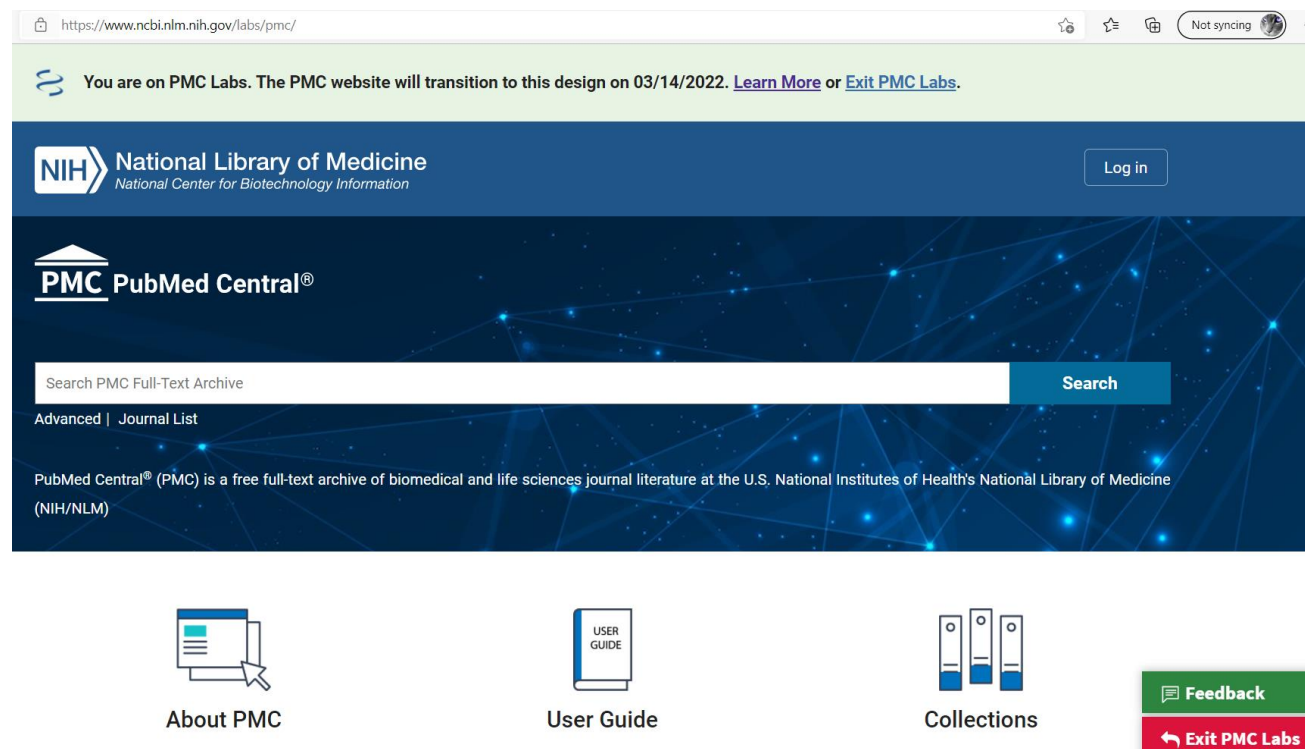 https://www.ncbi.nlm.nih.gov/labs/pmc/
Not syncing
You are on PMC Labs. The PMC website will transition to this design on 03/14/2022. Learn More or Exit PMC Labs.
NIH National Library of Medicine
National Center for Biotechnology Information
Log in
PMC PubMed Central®
Search PMC Full-Text Archive
Search
Advanced | Journal List
PubMed Central® (PMC) is a free full-text archive of biomedical and life sciences journal literature at the U.S. National Institutes of Health's National Library of Medicine
(NIH/NLM)
USER
GUIDE
About PMC
User Guide
Collections
Feedback
Exit PMC Labs